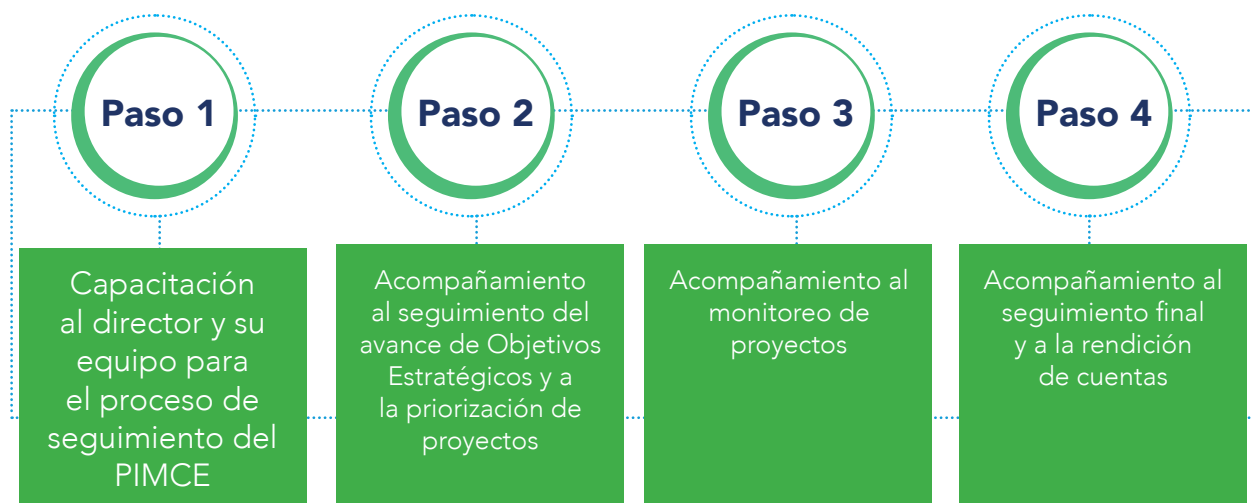 Paso 1
Paso 2
Paso 3
Paso 4
Capacitación
al director y su
equipo para
el proceso de
seguimiento del
PIMCE
Acompañamiento
al seguimiento del
avance de Objetivos
Estratégicos y a
la priorización de
proyectos
Acompañamiento al
monitoreo de
proyectos
Acompañamiento al
seguimiento final
y a la rendición
de cuentas